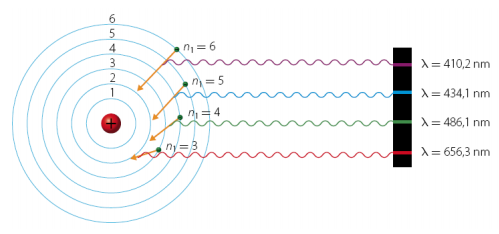 6
5
4
3
2
1
+
n₁ = 6
n₁ = 5
n₁ = 4
n₁ = 3
λ = 410,2 nm
λ = 434,1 nm
λ = 486,1 nm
λ = 656,3 nm